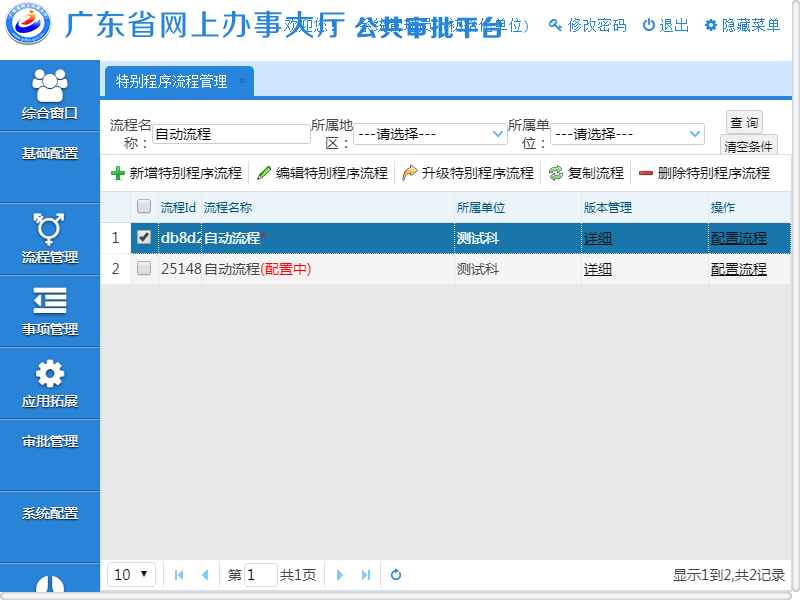 广东省网上办事大厅 公共审批平台
修改密码 退出 隐藏菜单
综合窗口
基础配置
流程管理
事项管理
应用拓展
审批管理
系统配置
特别程序流程管理 ×
流程名称： 自动流程 所属地区： ---请选择--- 所属单位： ---请选择--- 查 询
清空条件
新增特别程序流程 编辑特别程序流程 升级特别程序流程 复制流程 删除特别程序流程
流程Id 流程名称 所属单位 版本管理 操作
1 db8d2 自动流程* 测试科 详细 配置流程
2 25148 自动流程(配置中) 测试科 详细 配置流程
10 第 1 共1页 显示1到2,共2记录